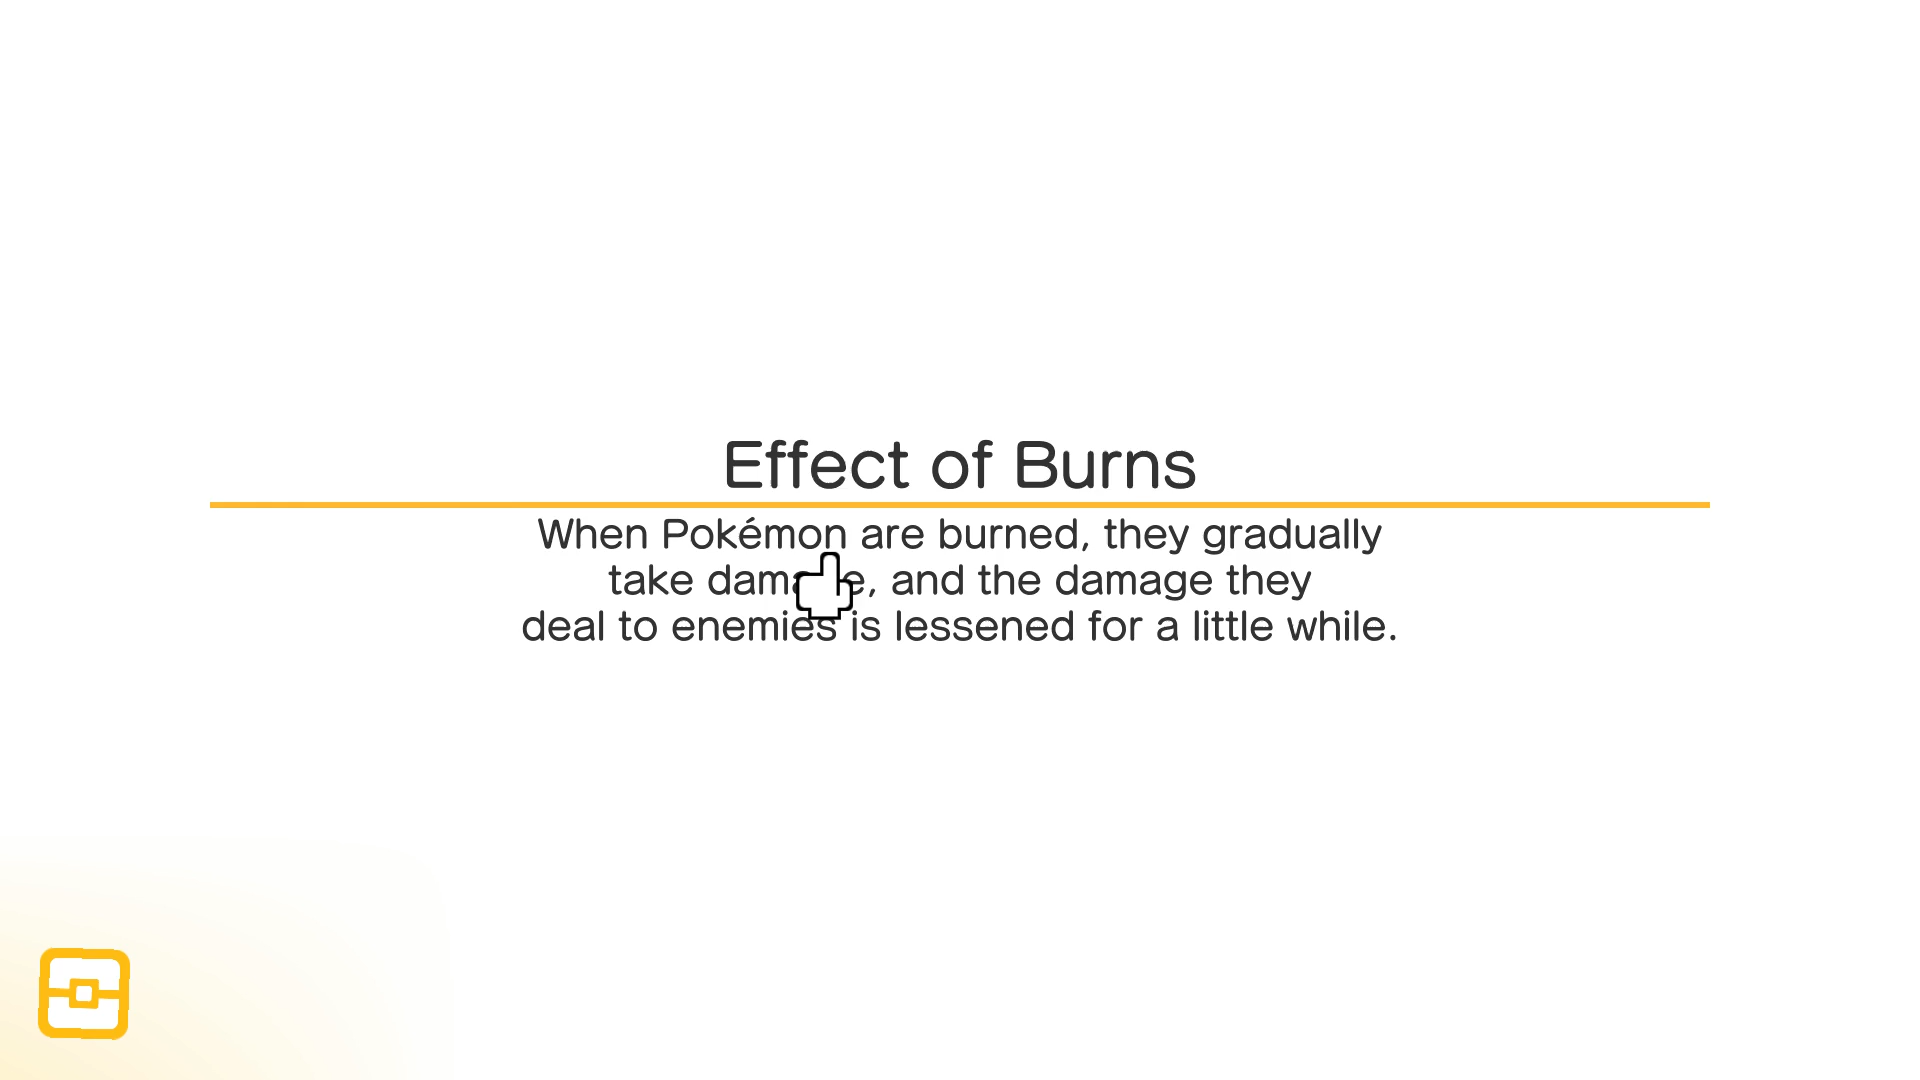 Effect of Burns
When Pokémon are burned, they gradually
take damage, and the damage they
deal to enemies is lessened for a little while.